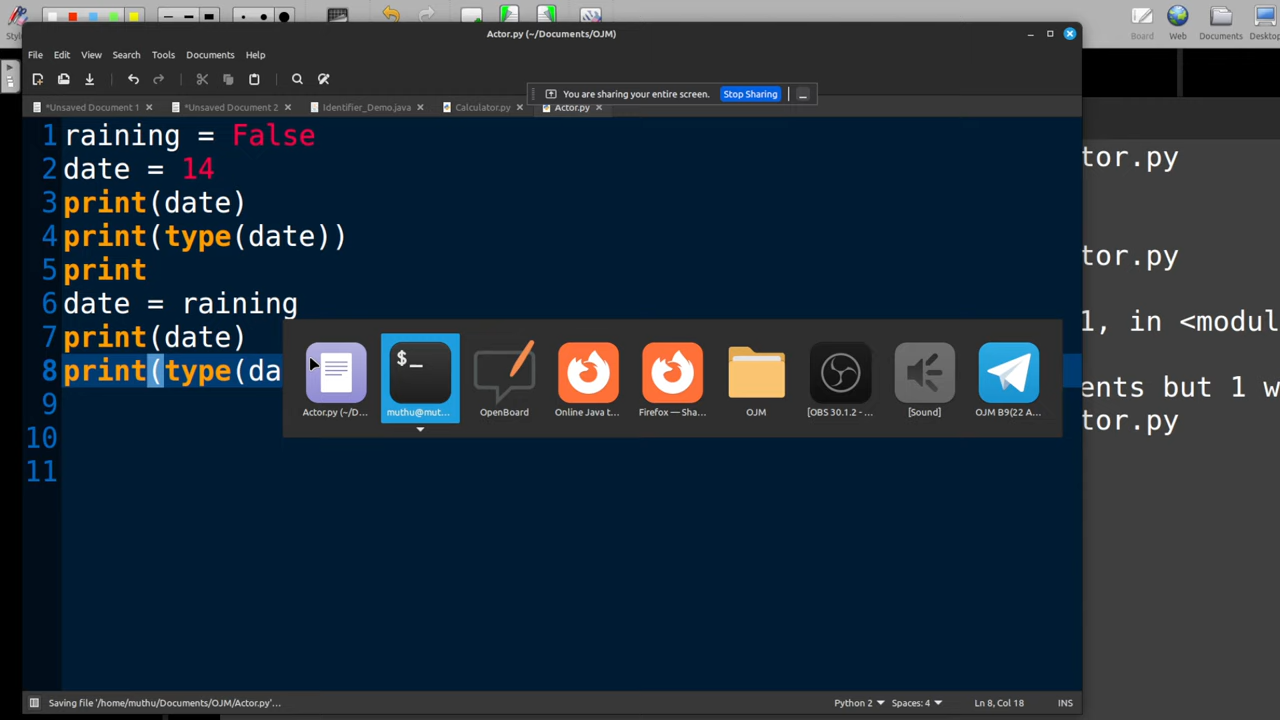 Style
Board
Web
Documents
Desktop
Actor.py (~/Documents/OJM)
File Edit View Search Tools Documents Help
You are sharing your entire screen. Stop Sharing
*Unsaved Document 1
*Unsaved Document 2
Identifier_Demo.java
Calculator.py
Actor.py
1 raining = False
2 date = 14
3 print(date)
4 print(type(date))
5 print
6 date = raining
7 print(date)
8 print(type(da
9
10
11
tor.py
tor.py
1, in <modul
ents but 1 w
tor.py
$_
Actor.py (~/D...
muthu@mut...
OpenBoard
Online Java t...
Firefox — Sha...
OJM
[OBS 30.1.2 - ...
[Sound]
OJM B9(22 A...
Saving file '/home/muthu/Documents/OJM/Actor.py'...
Python 2
Spaces: 4
Ln 8, Col 18
INS